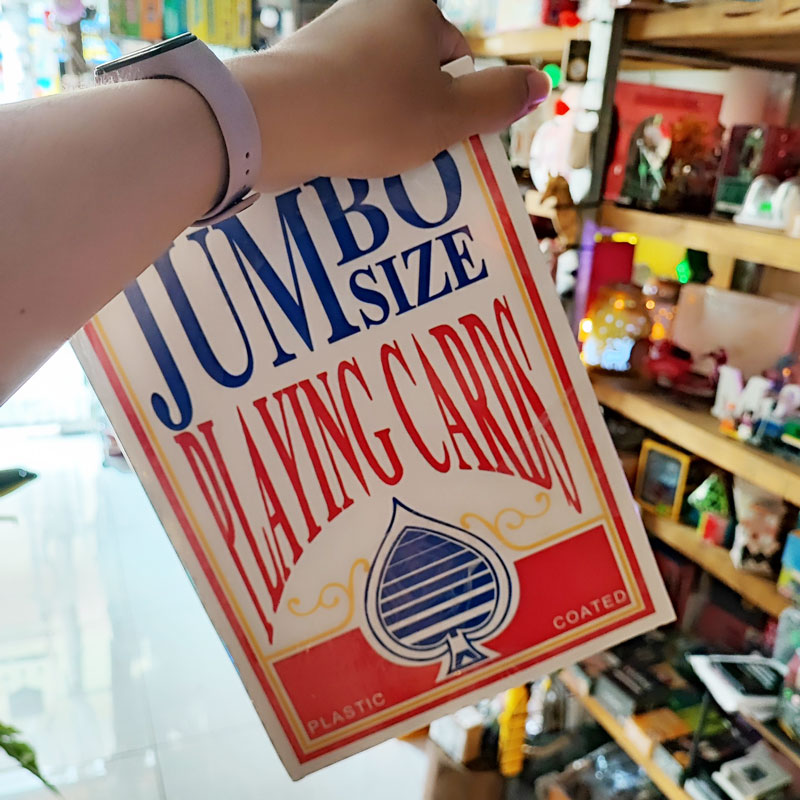 JUMBO
SIZE
PLAYING CARDS
PLASTIC
COATED